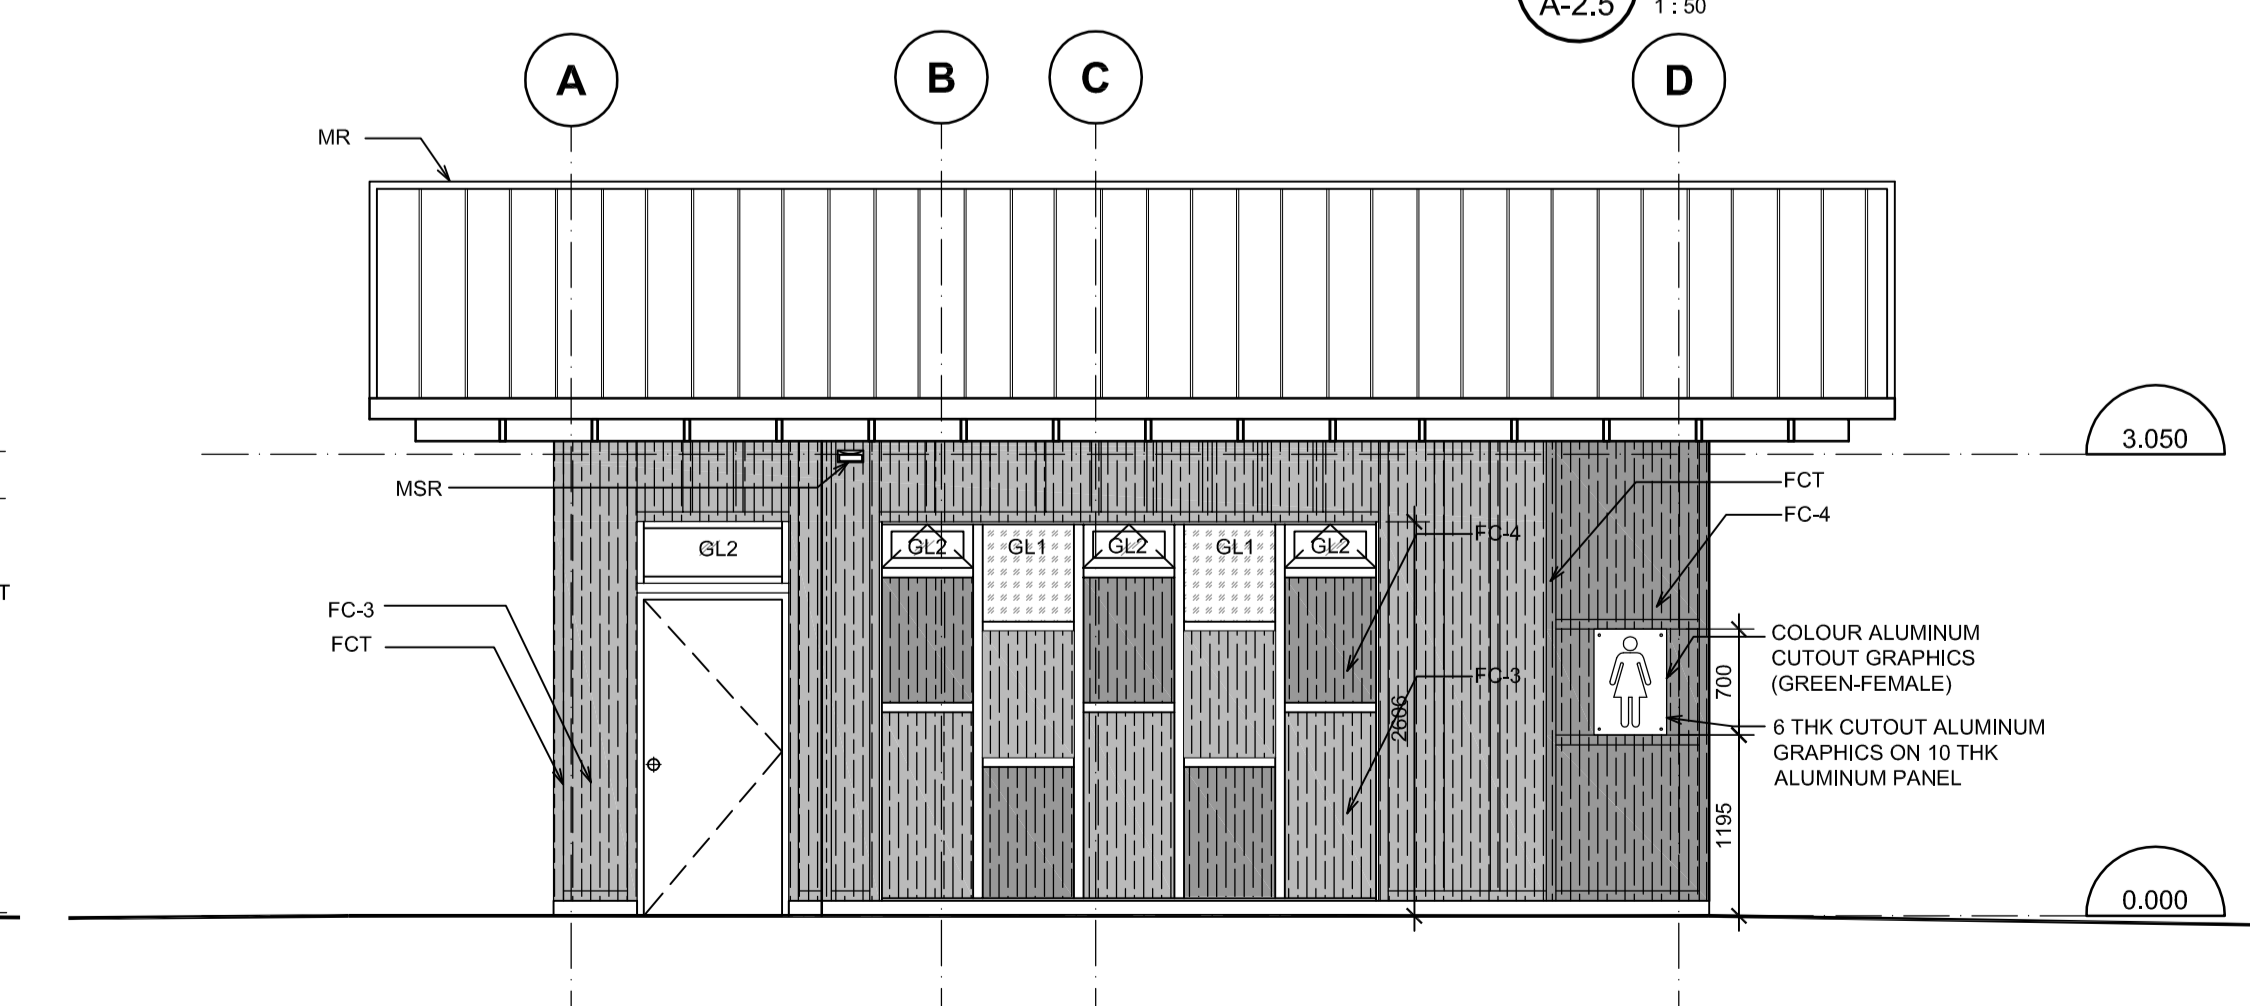 A-2.5
1 : 50
A
B
C
D
MR
3.050
MSR
FCT
FC-4
GL2
GL2
GL1
GL2
GL1
GL2
FC-4
T
FC-3
FCT
COLOUR ALUMINUM
CUTOUT GRAPHICS
(GREEN-FEMALE)
FC-3
700
2606
6 THK CUTOUT ALUMINUM
GRAPHICS ON 10 THK
ALUMINUM PANEL
1195
0.000